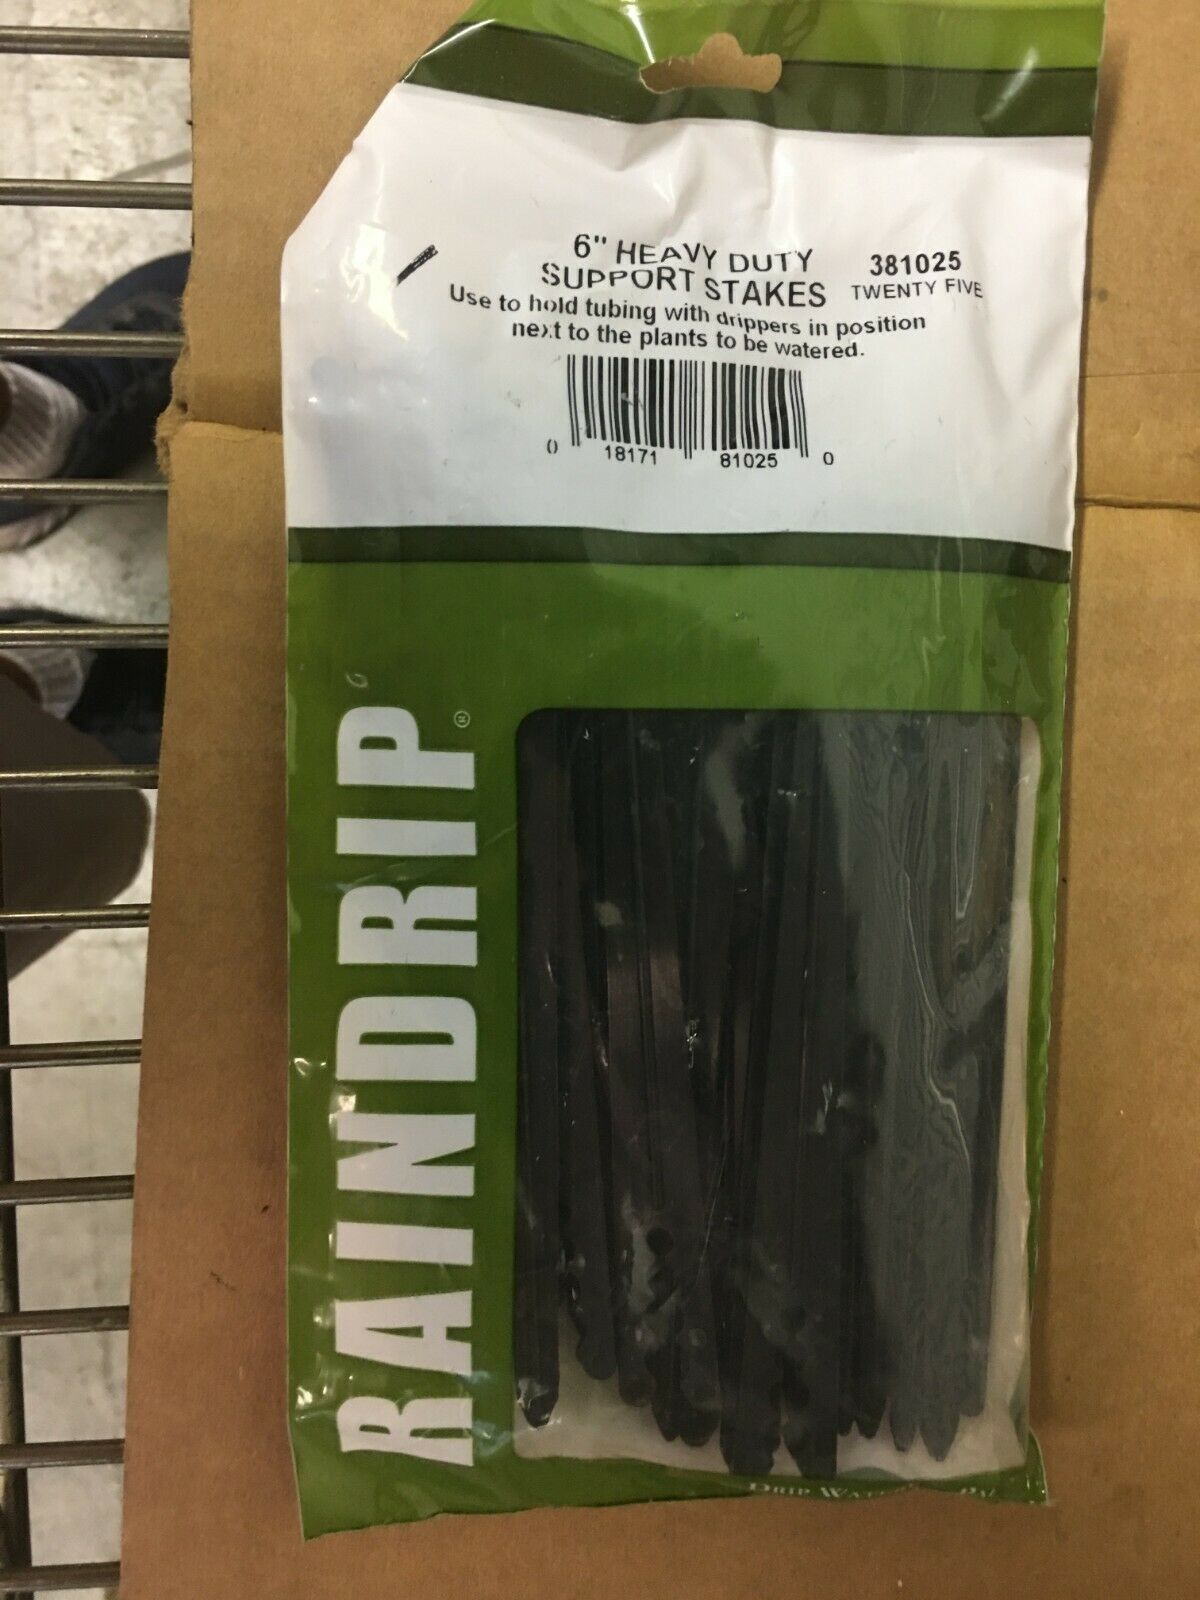 6" HEAVY DUTY
SUPPORT STAKES
381025
TWENTY FIVE
Use to hold tubing with drippers in position
next to the plants to be watered.
0 18171 81025 0
RAINDRIP®
DRIP